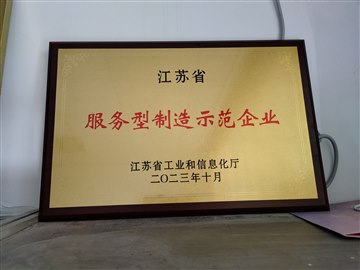 江苏省
服务型制造示范企业
江苏省工业和信息化厅
二〇二三年十月